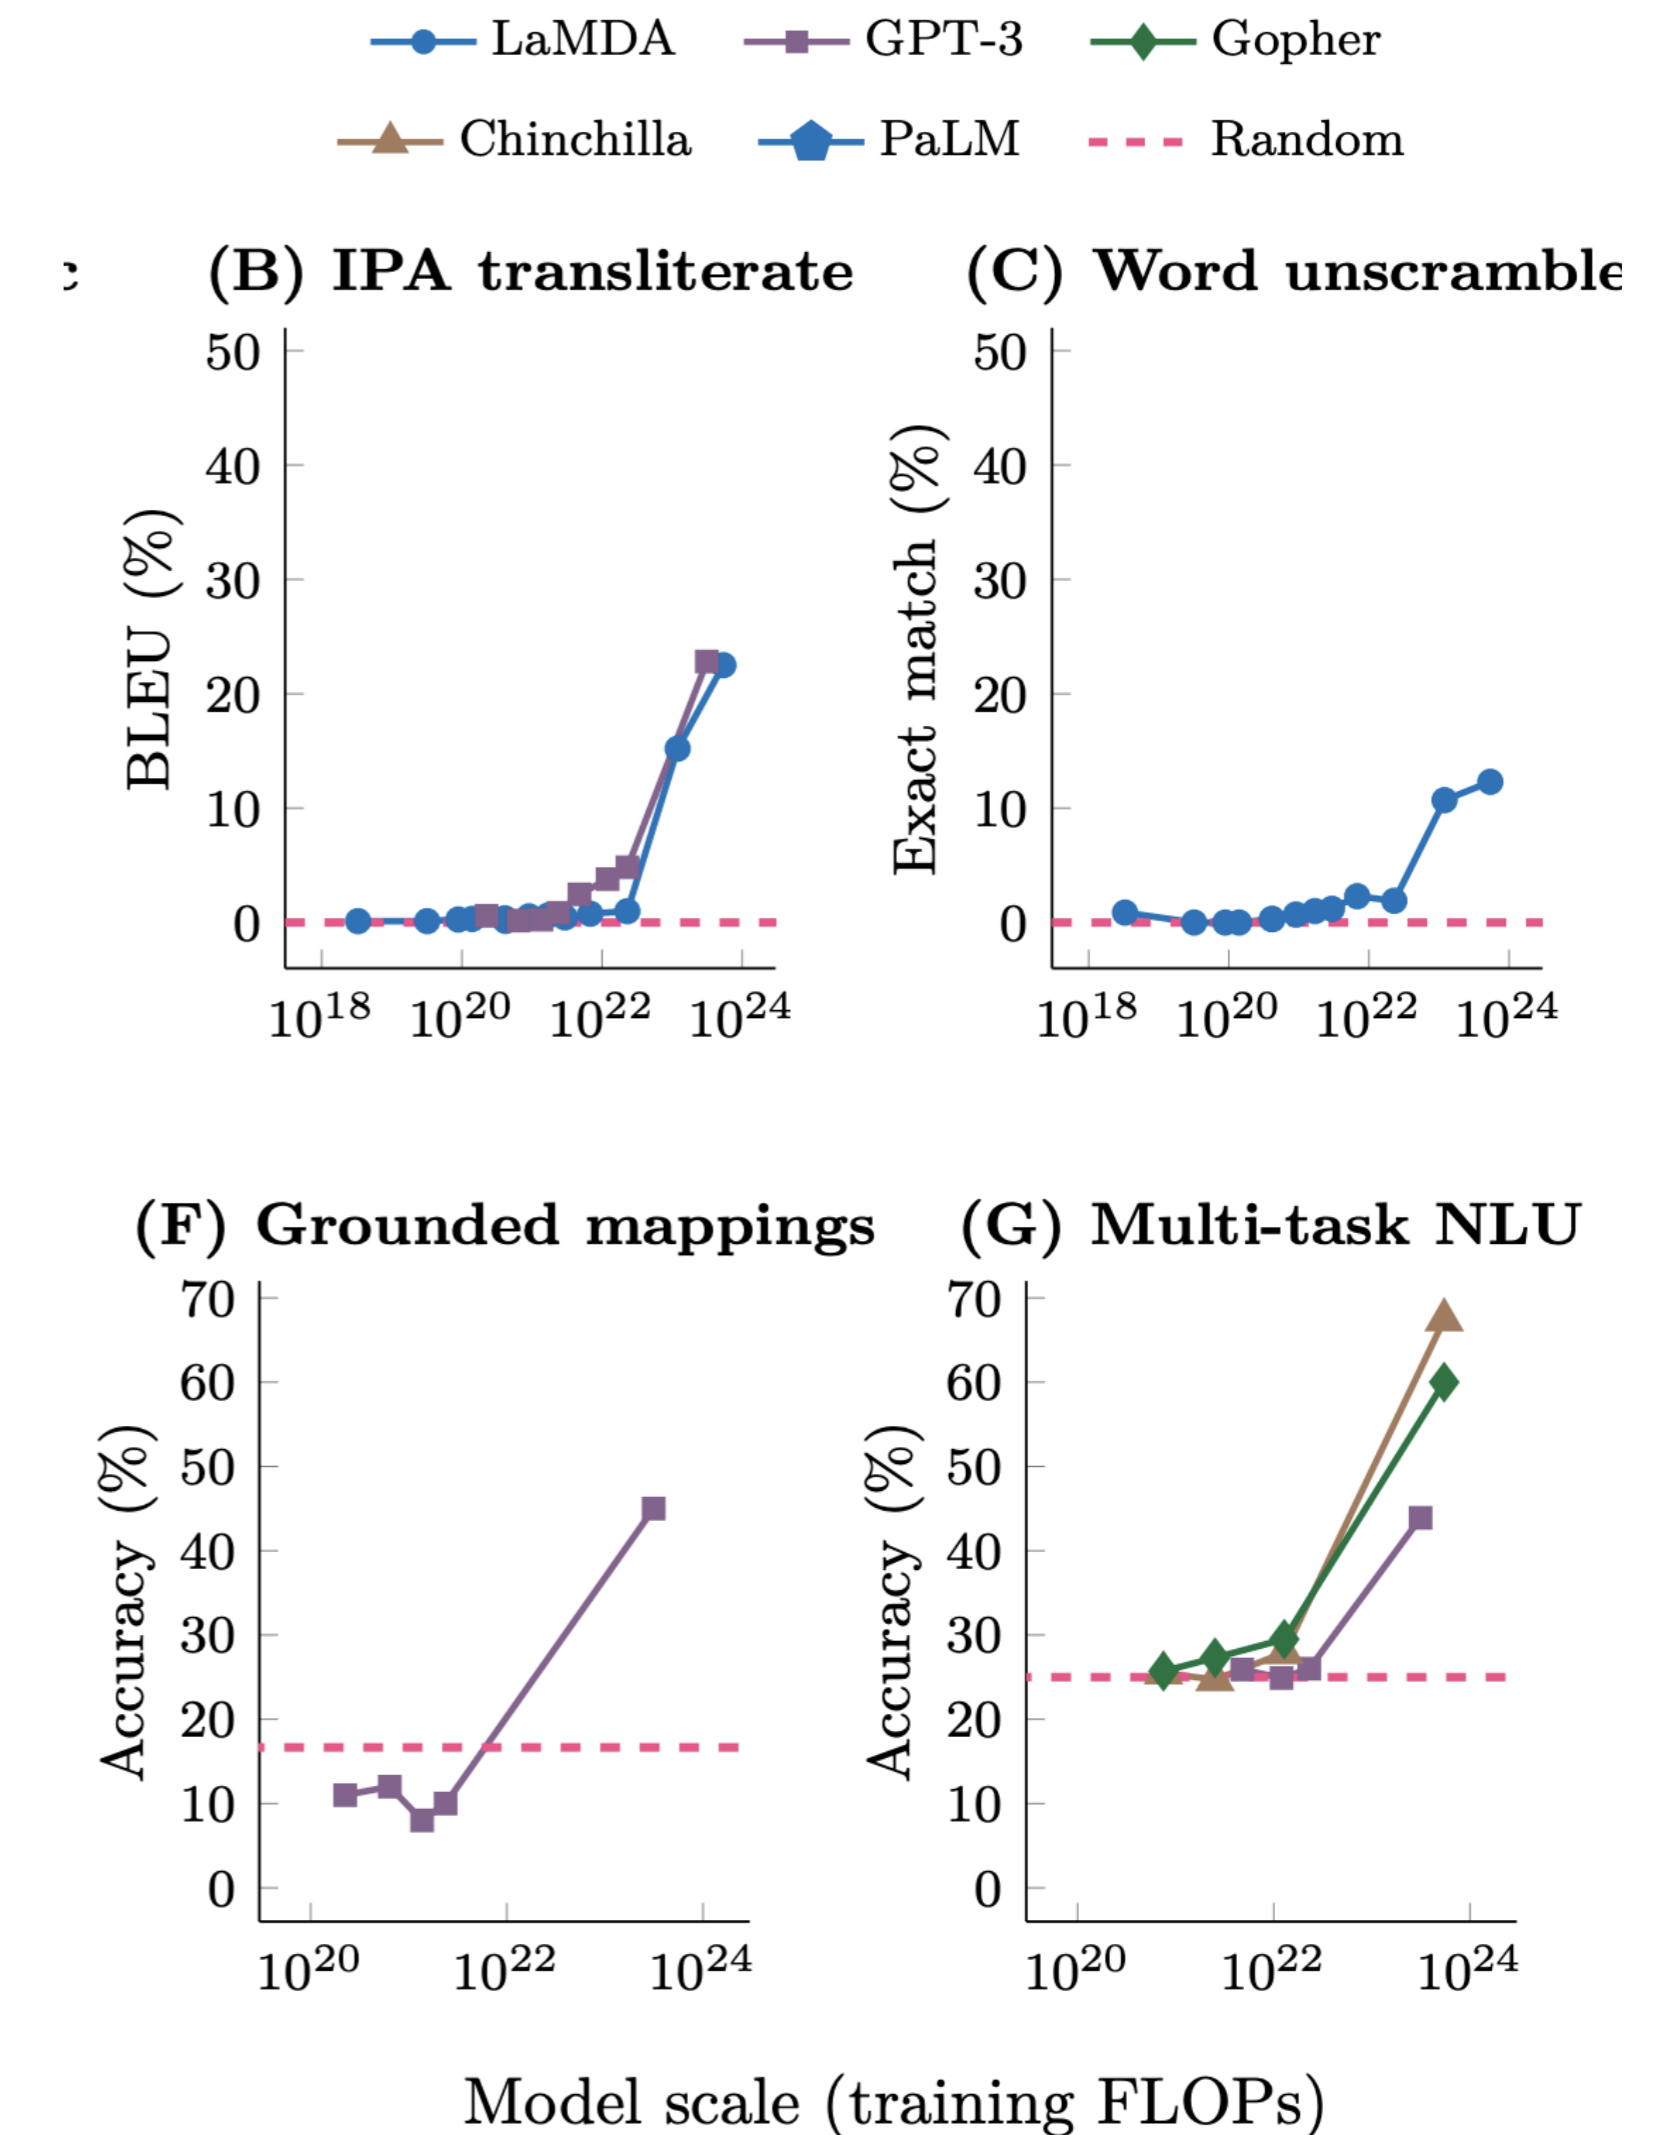 LaMDA GPT-3 Gopher
Chinchilla PaLM Random
c (B) IPA transliterate (C) Word unscramble
BLEU (%)
50
40
30
20
10
0
10^18 10^20 10^22 10^24
Exact match (%)
50
40
30
20
10
0
10^18 10^20 10^22 10^24
(F) Grounded mappings (G) Multi-task NLU
Accuracy (%)
70
60
50
40
30
20
10
0
10^20 10^22 10^24
Accuracy (%)
70
60
50
40
30
20
10
0
10^20 10^22 10^24
Model scale (training FLOPs)